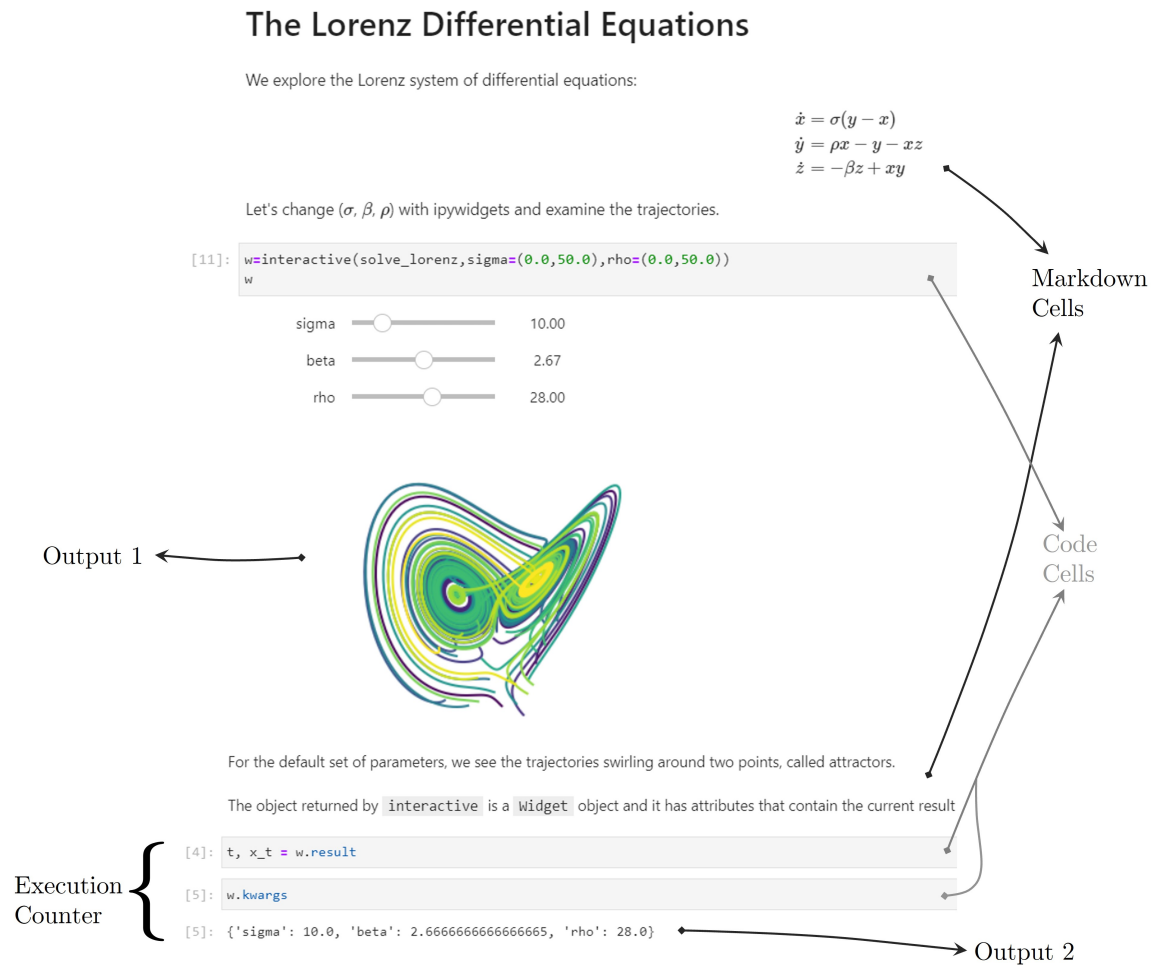 The Lorenz Differential Equations
We explore the Lorenz system of differential equations:
ẋ = σ(y − x)
ẏ = ρx − y − xz
ż = −βz + xy
Let's change (σ, β, ρ) with ipywidgets and examine the trajectories.
[11]: w=interactive(solve_lorenz,sigma=(0.0,50.0),rho=(0.0,50.0))
w
Markdown
Cells
sigma 10.00
beta 2.67
rho 28.00
Output 1
Code
Cells
For the default set of parameters, we see the trajectories swirling around two points, called attractors.
The object returned by interactive is a Widget object and it has attributes that contain the current result
[4]: t, x_t = w.result
Execution
Counter
[5]: w.kwargs
[5]: {'sigma': 10.0, 'beta': 2.6666666666666665, 'rho': 28.0}
Output 2